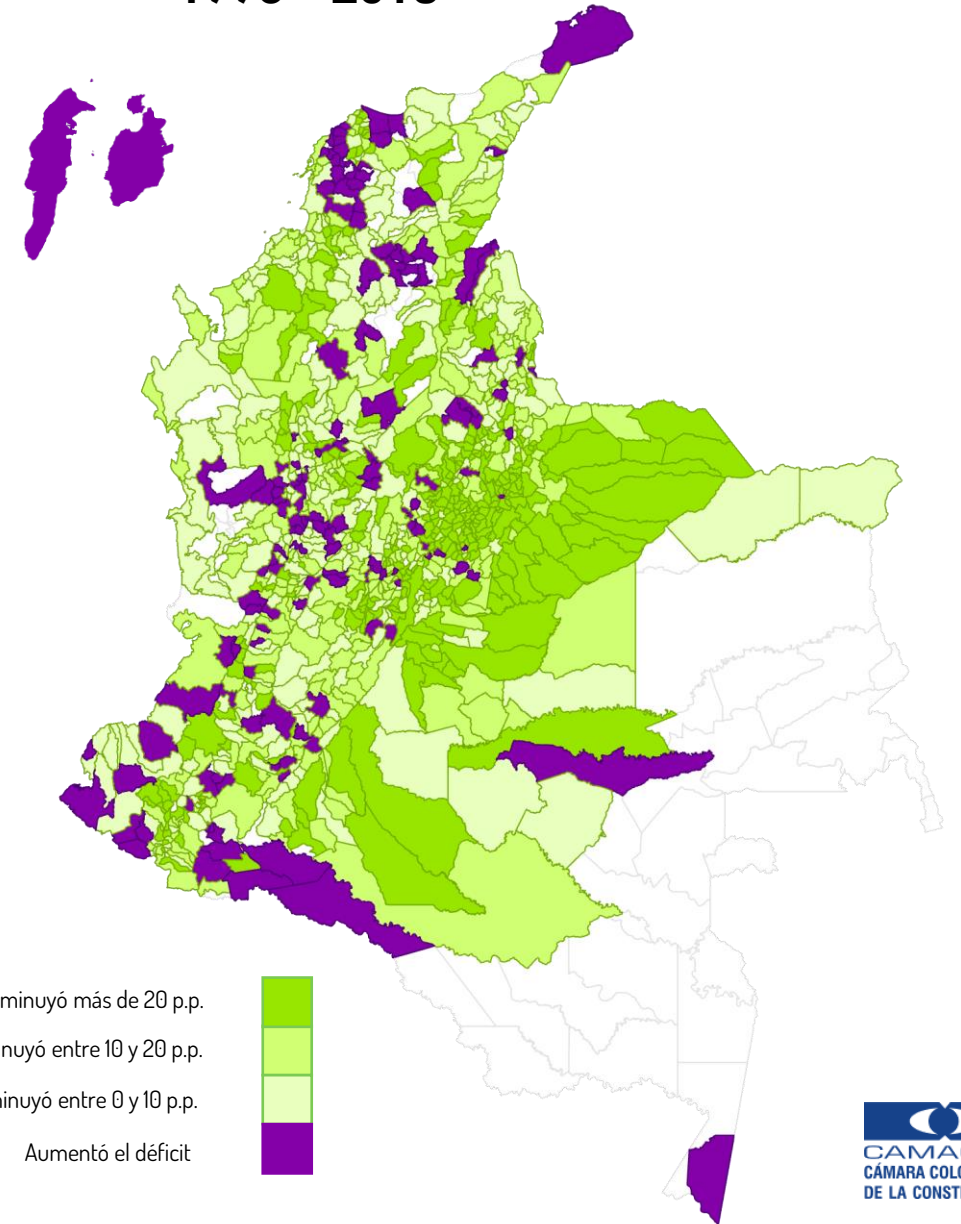 minuyó más de 20 p.p.
nuyó entre 10 y 20 p.p.
inuyó entre 0 y 10 p.p.
Aumentó el déficit
CÁMARA COLO
DE LA CONST